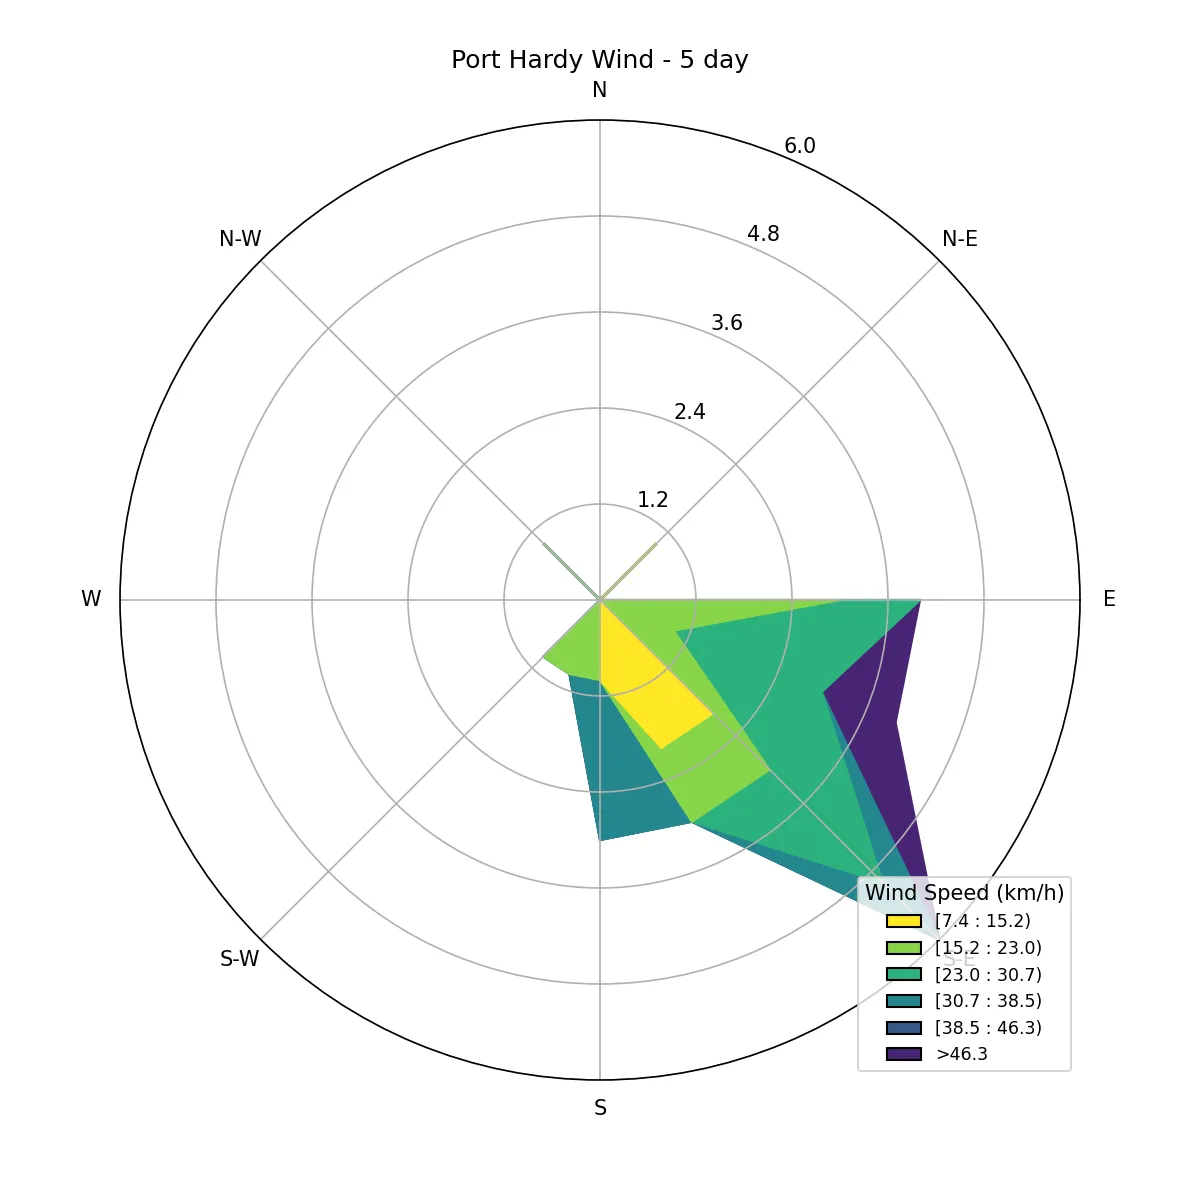 Port Hardy Wind - 5 day
N
6.0
N-W
N-E
4.8
3.6
2.4
1.2
W
E
Wind Speed (km/h)
[7.4 : 15.2)
[15.2 : 23.0)
S-W
S-E
[23.0 : 30.7)
[30.7 : 38.5)
[38.5 : 46.3)
>46.3
S